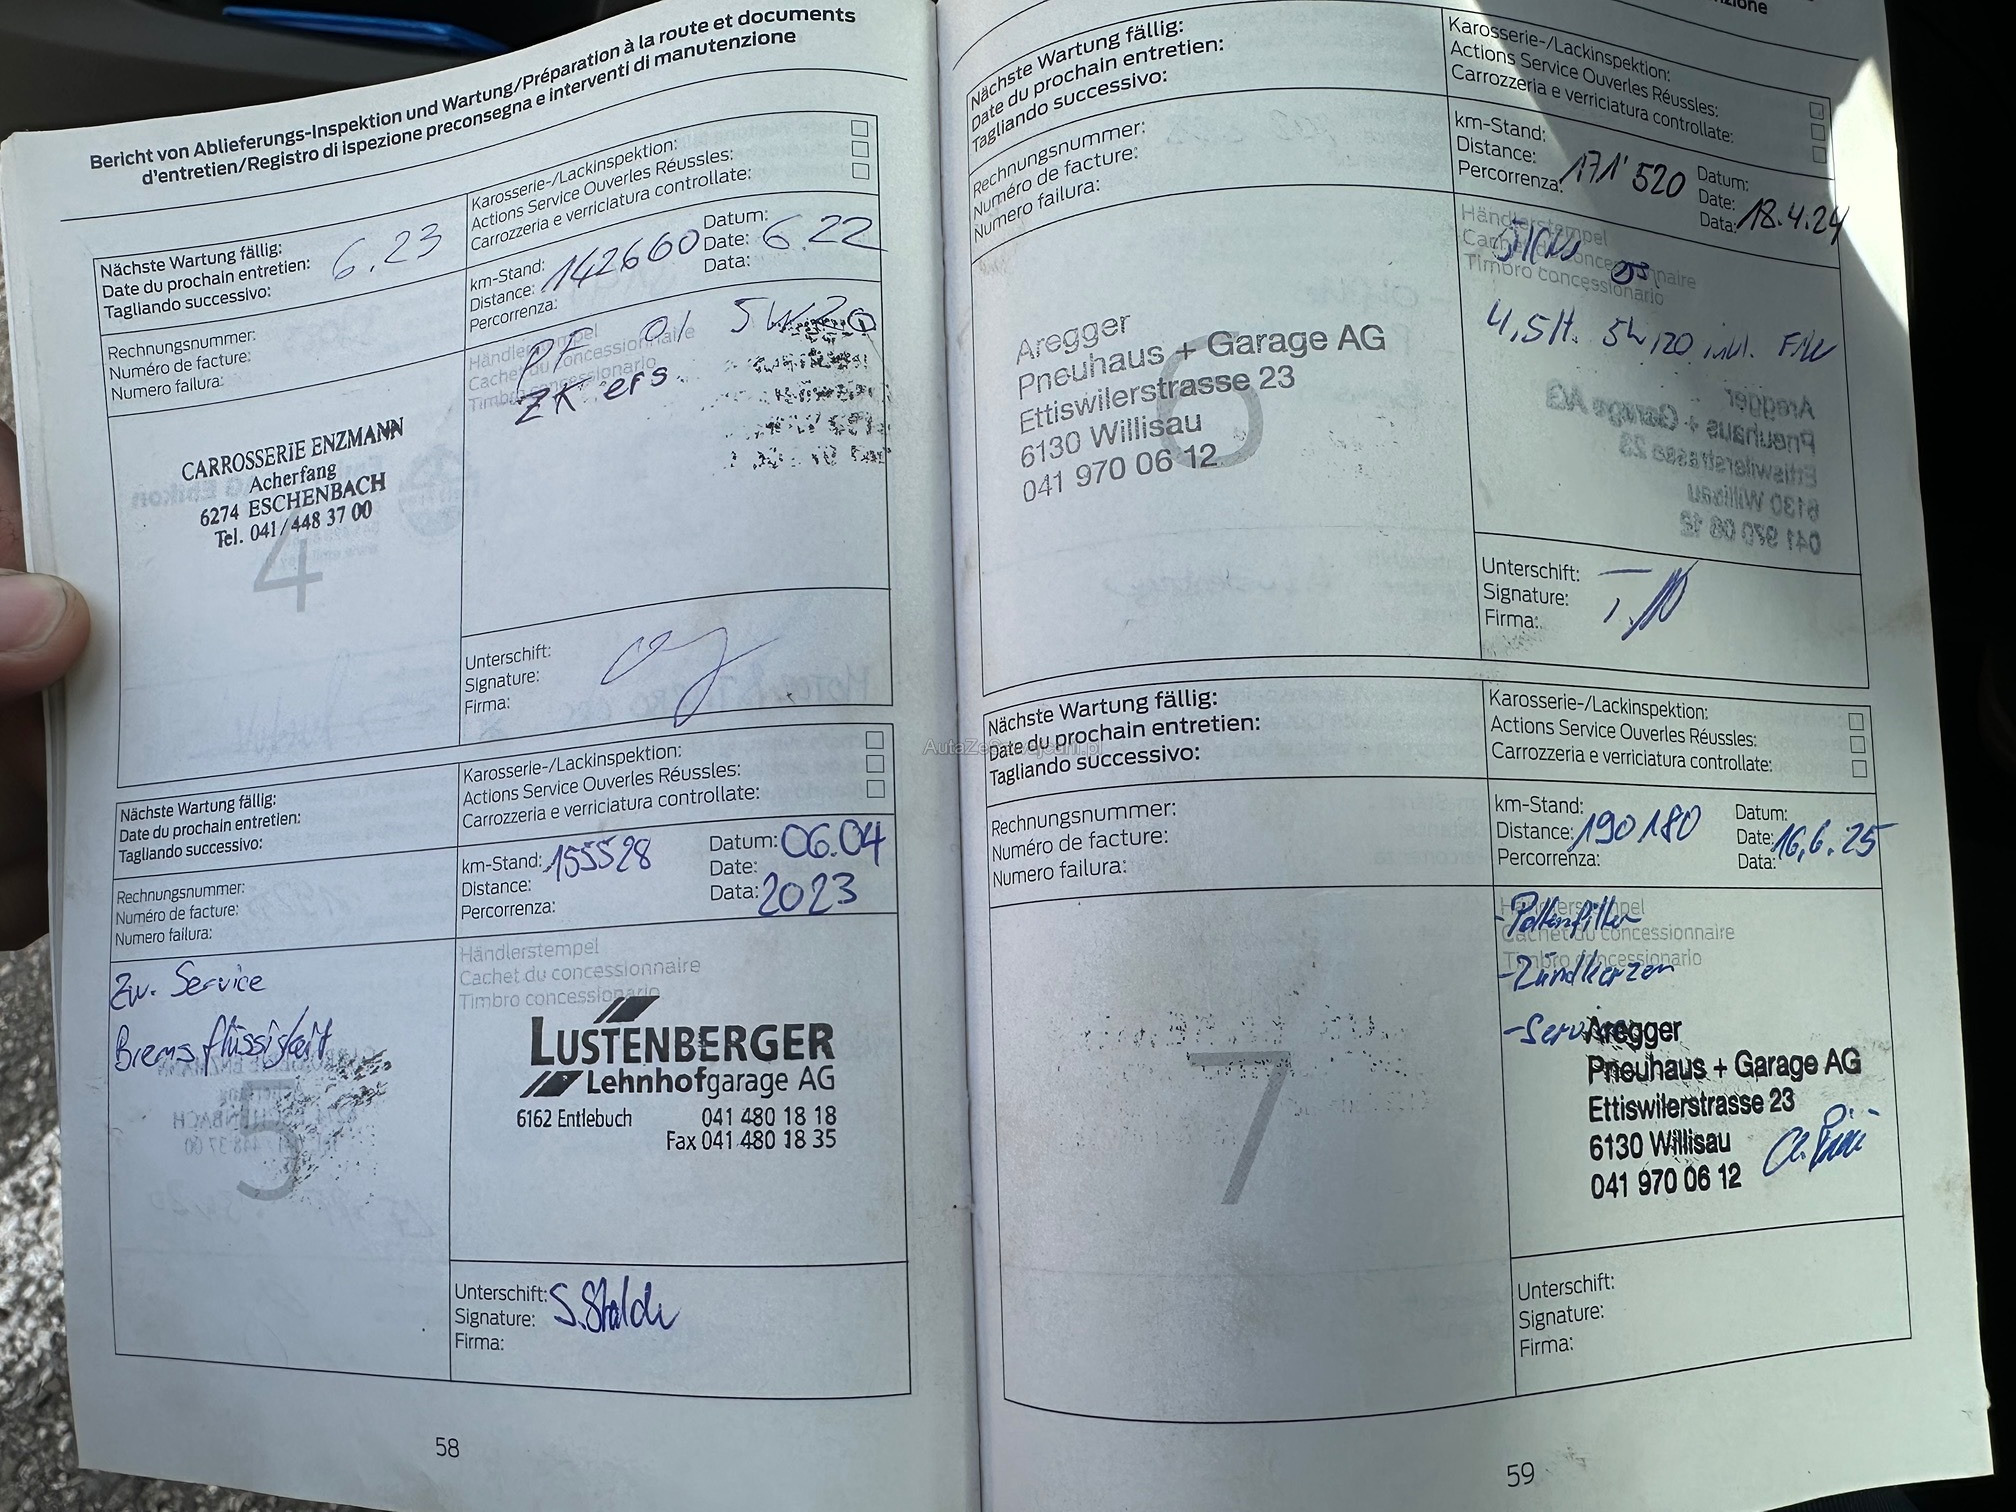 Bericht von Ablieferungs-Inspektion und Wartung/Préparation à la route et documents
d'entretien/Registro di ispezione preconsegna e interventi di manutenzione
Nächste Wartung fällig:
Date du prochain entretien:
Tagliando successivo:
6.23
Karosserie-/Lackinspektion:
Actions Service Ouverles Réussles:
Carrozzeria e verriciatura controllate:
km-Stand:
Distance: 142660
Percorrenza:
Datum:
Date: 6.22
Data:
Rechnungsnummer:
Numéro de facture:
Numero failura:
Händlerstempel
Cachet du concessionnaire
Timbro concessionario
5W20
ZK ers.
CARROSSERIE ENZMANN
Acherfang
6274 ESCHENBACH
Tel. 041/448 37 00
4
Unterschift:
Signature:
Firma:
Nächste Wartung fällig:
Date du prochain entretien:
Tagliando successivo:
Karosserie-/Lackinspektion:
Actions Service Ouverles Réussles:
Carrozzeria e verriciatura controllate:
km-Stand: 155528
Distance:
Percorrenza:
Datum: 06.04
Date:
Data: 2023
Rechnungsnummer:
Numéro de facture:
Numero failura:
Zw. Service
Bremsflüssigkeit
5
Händlerstempel
Cachet du concessionnaire
Timbro concessionario
LUSTENBERGER
Lehnhofgarage AG
6162 Entlebuch 041 480 18 18
Fax 041 480 18 35
Unterschift:
Signature:
Firma:
58
Nächste Wartung fällig:
Date du prochain entretien:
Tagliando successivo:
Karosserie-/Lackinspektion:
Actions Service Ouverles Réussles:
Carrozzeria e verriciatura controllate:
km-Stand:
Distance: 171'520
Percorrenza:
Datum:
Date: 18.4.24
Data:
Rechnungsnummer:
Numéro de facture:
Numero failura:
Händlerstempel
Cachet du concessionnaire
Timbro concessionario
4,5lt. 5w20 inkl.
Aregger
Pneuhaus + Garage AG
Ettiswilerstrasse 23
6130 Willisau
041 970 06 12
6
Unterschift:
Signature:
Firma:
Nächste Wartung fällig:
Date du prochain entretien:
Tagliando successivo:
Karosserie-/Lackinspektion:
Actions Service Ouverles Réussles:
Carrozzeria e verriciatura controllate:
km-Stand:
Distance: 190180
Percorrenza:
Datum:
Date: 16.6.25
Data:
Rechnungsnummer:
Numéro de facture:
Numero failura:
7
Händlerstempel
Cachet du concessionnaire
Timbro concessionario
- Pollenfilter
- Zündkerzen
- Service
Aregger
Pneuhaus + Garage AG
Ettiswilerstrasse 23
6130 Willisau
041 970 06 12
Unterschift:
Signature:
Firma:
59